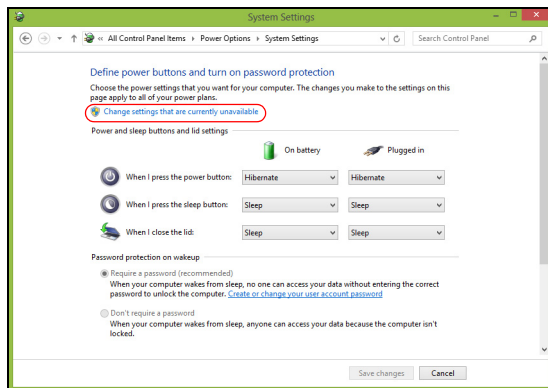 System Settings
« All Control Panel Items ▸ Power Options ▸ System Settings
Search Control Panel
Define power buttons and turn on password protection
Choose the power settings that you want for your computer. The changes you make to the settings on this
page apply to all of your power plans.
Change settings that are currently unavailable
Power and sleep buttons and lid settings
On battery Plugged in
When I press the power button: Hibernate Hibernate
When I press the sleep button: Sleep Sleep
When I close the lid: Sleep Sleep
Password protection on wakeup
Require a password (recommended)
When your computer wakes from sleep, no one can access your data without entering the correct
password to unlock the computer. Create or change your user account password
Don't require a password
When your computer wakes from sleep, anyone can access your data because the computer isn't
locked.
Save changes Cancel